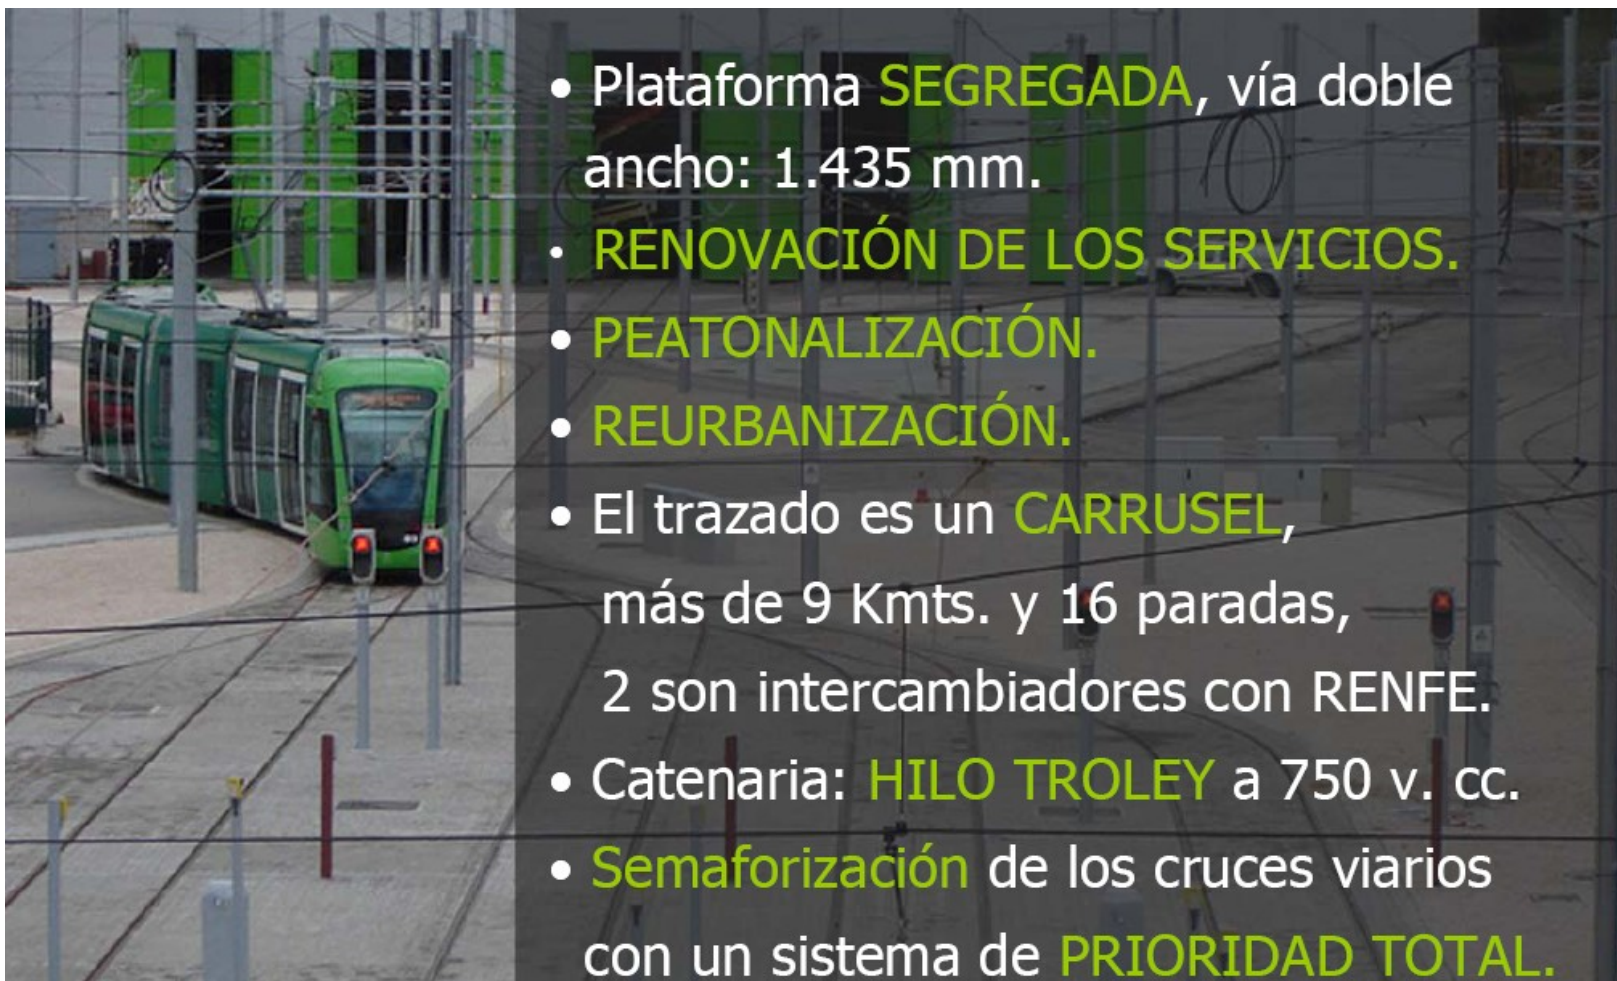 • Plataforma SEGREGADA, vía doble
ancho: 1.435 mm.
• RENOVACIÓN DE LOS SERVICIOS.
• PEATONALIZACIÓN.
• REURBANIZACIÓN.
• El trazado es un CARRUSEL,
más de 9 Kmts. y 16 paradas,
2 son intercambiadores con RENFE.
• Catenaria: HILO TROLEY a 750 v. cc.
• Semaforización de los cruces viarios
con un sistema de PRIORIDAD TOTAL.